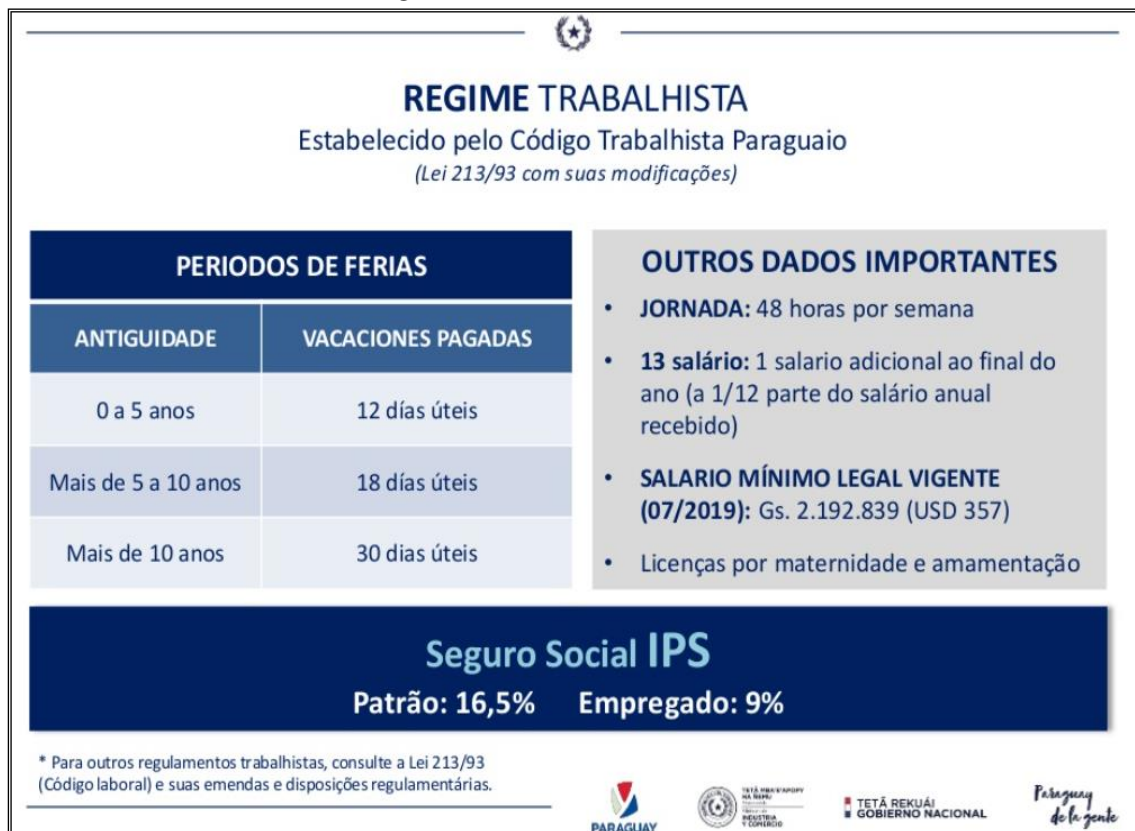 REGIME TRABALHISTA
Estabelecido pelo Código Trabalhista Paraguaio
(Lei 213/93 com suas modificações)
PERIODOS DE FERIAS
ANTIGUIDADE VACACIONES PAGADAS
0 a 5 anos 12 días úteis
Mais de 5 a 10 anos 18 días úteis
Mais de 10 anos 30 dias úteis
OUTROS DADOS IMPORTANTES
• JORNADA: 48 horas por semana
• 13 salário: 1 salario adicional ao final do
ano (a 1/12 parte do salário anual
recebido)
• SALARIO MÍNIMO LEGAL VIGENTE
(07/2019): Gs. 2.192.839 (USD 357)
• Licenças por maternidade e amamentação
Seguro Social IPS
Patrão: 16,5% Empregado: 9%
* Para outros regulamentos trabalhistas, consulte a Lei 213/93
(Código laboral) e suas emendas e disposições regulamentárias.
PARAGUAY
INDUSTRIA
Y COMERCIO
TETÃ REKUÁI
GOBIERNO NACIONAL
Paraguay
de la gente